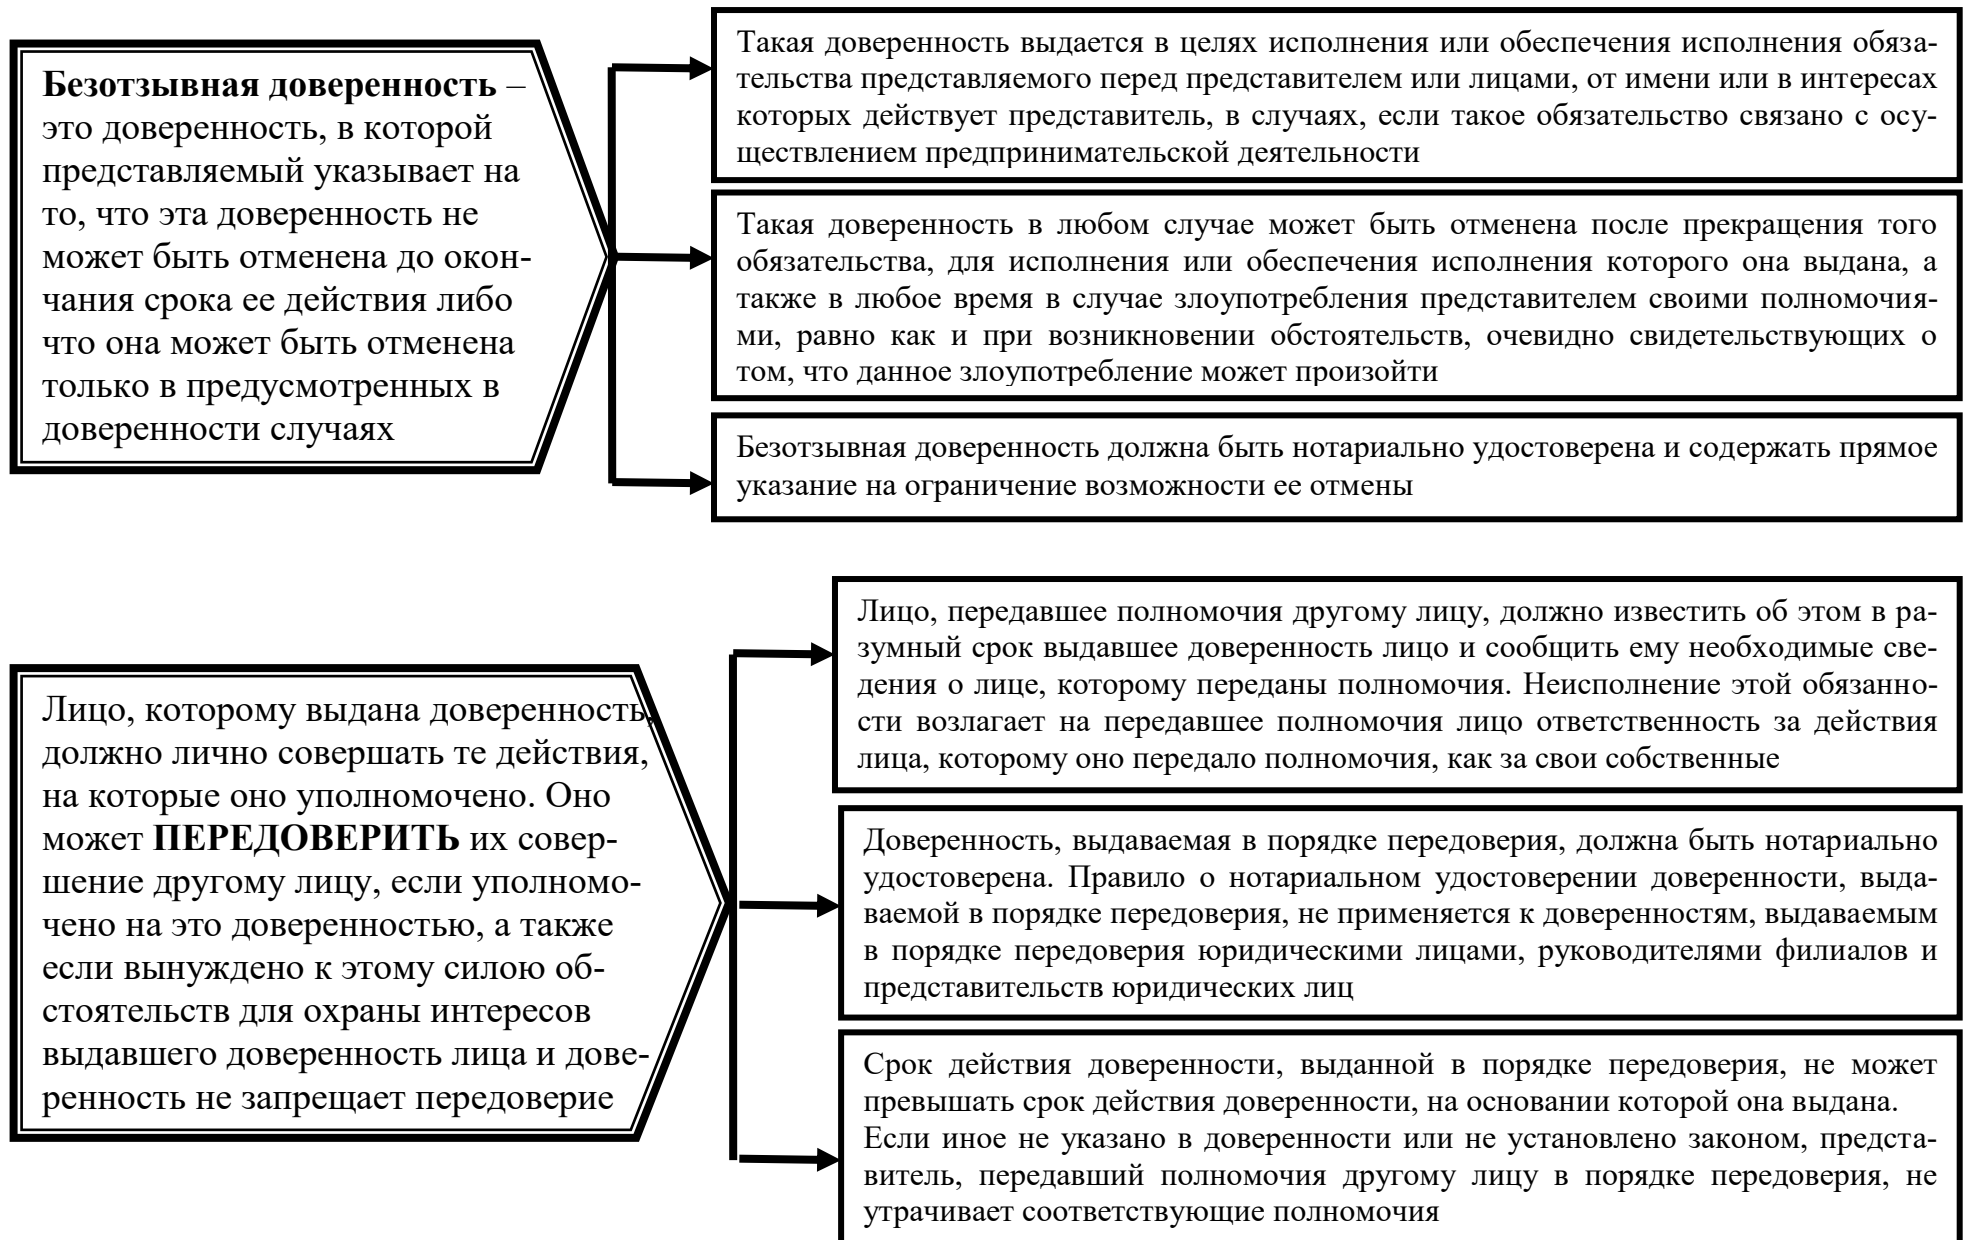 Безотзывная доверенность –
это доверенность, в которой
представляемый указывает на
то, что эта доверенность не
может быть отменена до окон-
чания срока ее действия либо
что она может быть отменена
только в предусмотренных в
доверенности случаях
Такая доверенность выдается в целях исполнения или обеспечения исполнения обяза-
тельства представляемого перед представителем или лицами, от имени или в интересах
которых действует представитель, в случаях, если такое обязательство связано с осу-
ществлением предпринимательской деятельности
Такая доверенность в любом случае может быть отменена после прекращения того
обязательства, для исполнения или обеспечения исполнения которого она выдана, а
также в любое время в случае злоупотребления представителем своими полномочия-
ми, равно как и при возникновении обстоятельств, очевидно свидетельствующих о
том, что данное злоупотребление может произойти
Безотзывная доверенность должна быть нотариально удостоверена и содержать прямое
указание на ограничение возможности ее отмены
Лицо, которому выдана доверенность,
должно лично совершать те действия,
на которые оно уполномочено. Оно
может ПЕРЕДОВЕРИТЬ их совер-
шение другому лицу, если уполномо-
чено на это доверенностью, а также
если вынуждено к этому силою об-
стоятельств для охраны интересов
выдавшего доверенность лица и дове-
ренность не запрещает передоверие
Лицо, передавшее полномочия другому лицу, должно известить об этом в ра-
зумный срок выдавшее доверенность лицо и сообщить ему необходимые све-
дения о лице, которому переданы полномочия. Неисполнение этой обязанно-
сти возлагает на передавшее полномочия лицо ответственность за действия
лица, которому оно передало полномочия, как за свои собственные
Доверенность, выдаваемая в порядке передоверия, должна быть нотариально
удостоверена. Правило о нотариальном удостоверении доверенности, выда-
ваемой в порядке передоверия, не применяется к доверенностям, выдаваемым
в порядке передоверия юридическими лицами, руководителями филиалов и
представительств юридических лиц
Срок действия доверенности, выданной в порядке передоверия, не может
превышать срок действия доверенности, на основании которой она выдана.
Если иное не указано в доверенности или не установлено законом, предста-
витель, передавший полномочия другому лицу в порядке передоверия, не
утрачивает соответствующие полномочия